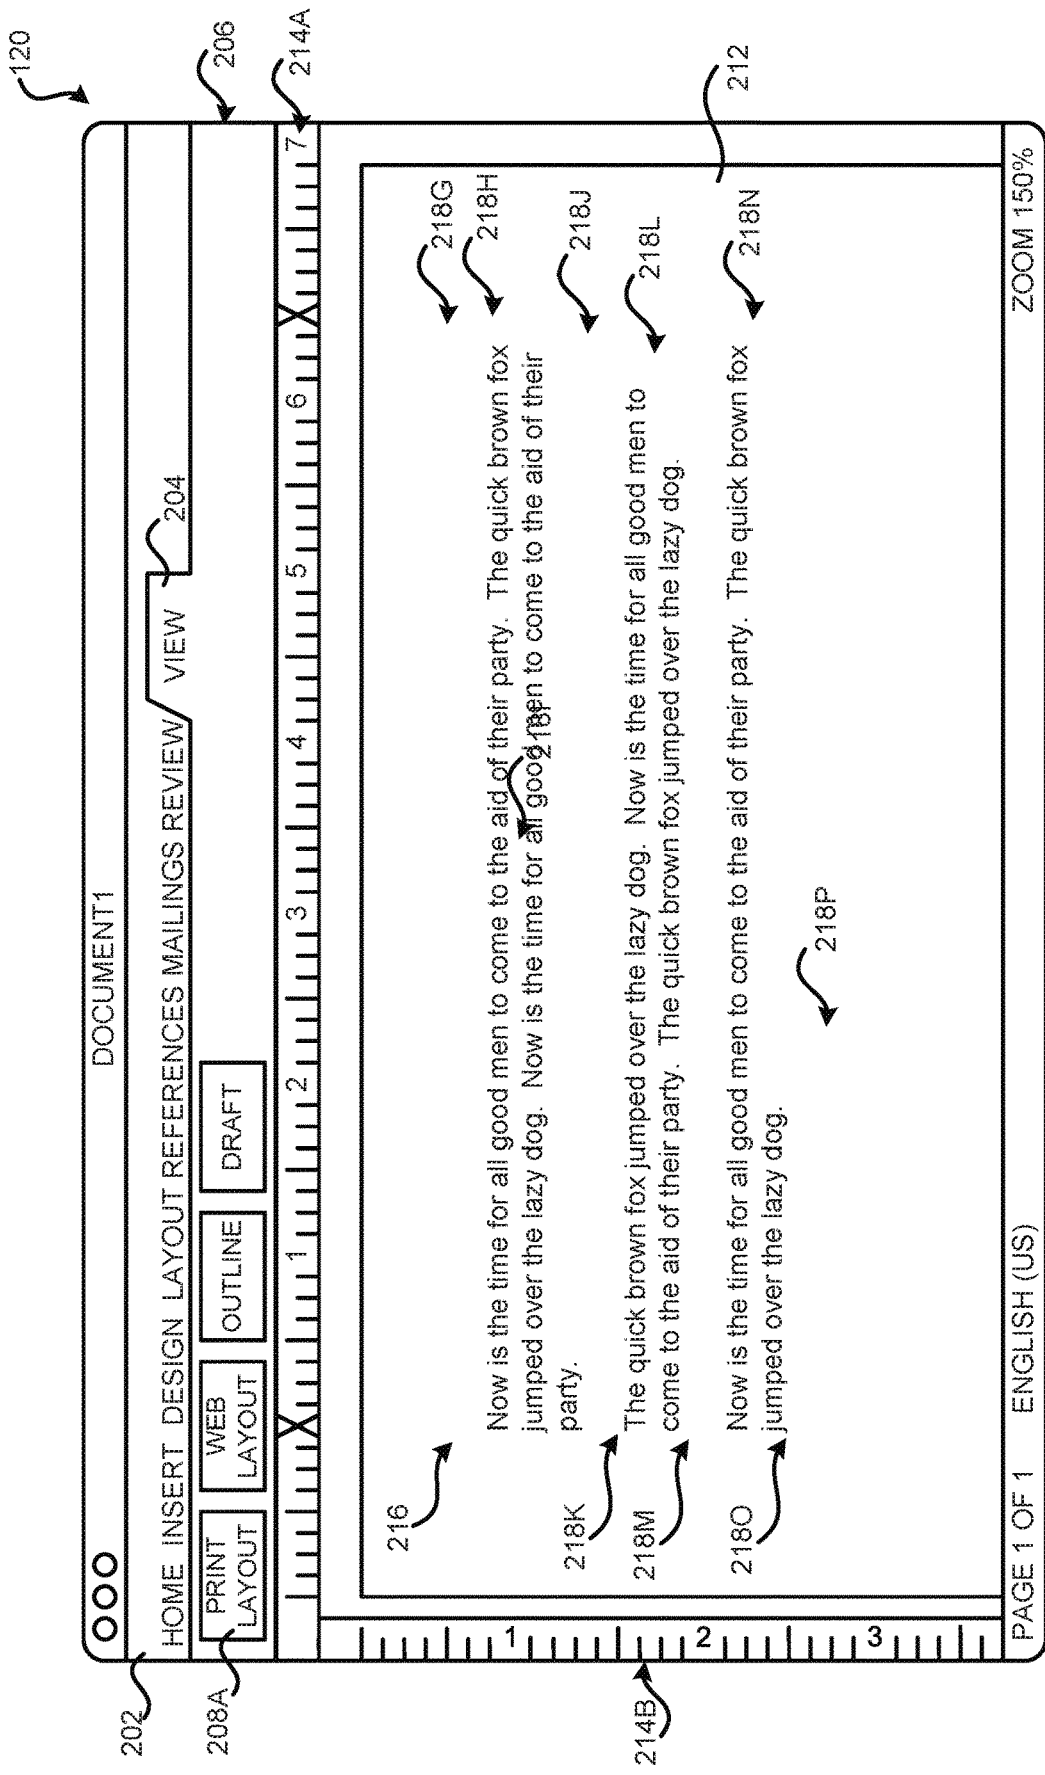 120
DOCUMENT1
202
HOME INSERT DESIGN LAYOUT REFERENCES MAILINGS REVIEW VIEW
204
208A
PRINT LAYOUT
WEB LAYOUT
OUTLINE
DRAFT
206
1 2 3 4 5 6 7
214A
216
218G
Now is the time for all good men to come to the aid of their party. The quick brown fox
218H
jumped over the lazy dog. Now is the time for all good men to come to the aid of their
218I
party.
218J
218K
The quick brown fox jumped over the lazy dog. Now is the time for all good men to
218L
218M
come to the aid of their party. The quick brown fox jumped over the lazy dog.
212
Now is the time for all good men to come to the aid of their party. The quick brown fox
218N
218O
jumped over the lazy dog.
218P
1
2
3
214B
PAGE 1 OF 1 ENGLISH (US) ZOOM 150%